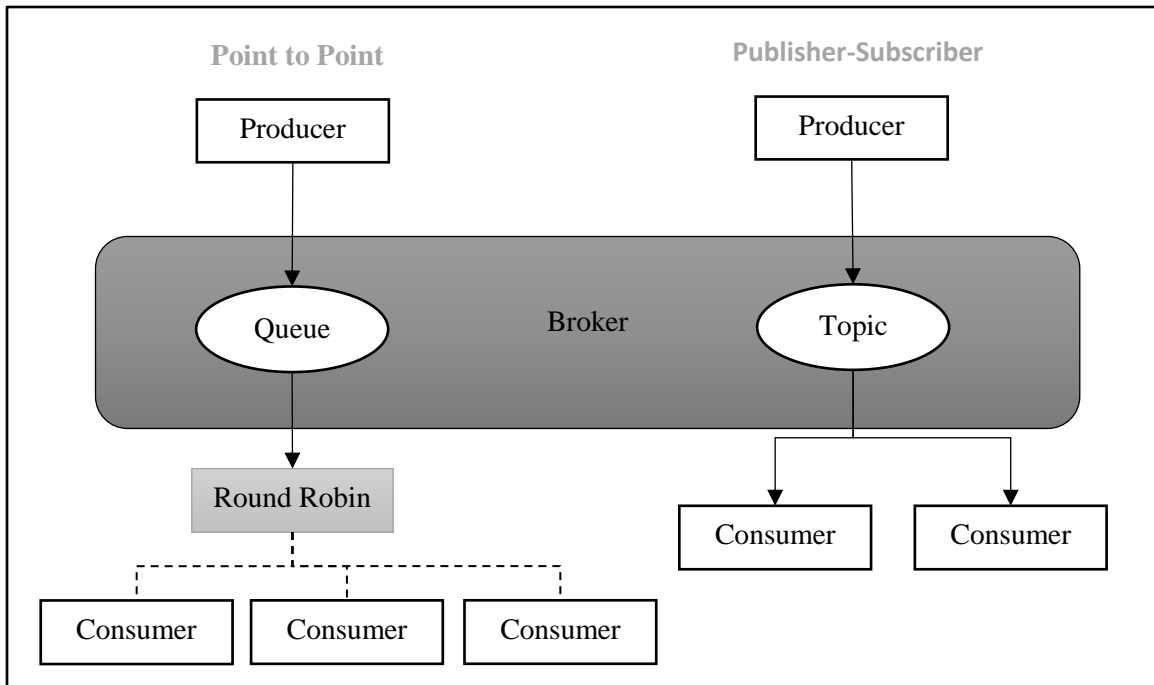 Point to Point
Publisher-Subscriber
Producer
Producer
Queue
Broker
Topic
Round Robin
Consumer
Consumer
Consumer
Consumer
Consumer